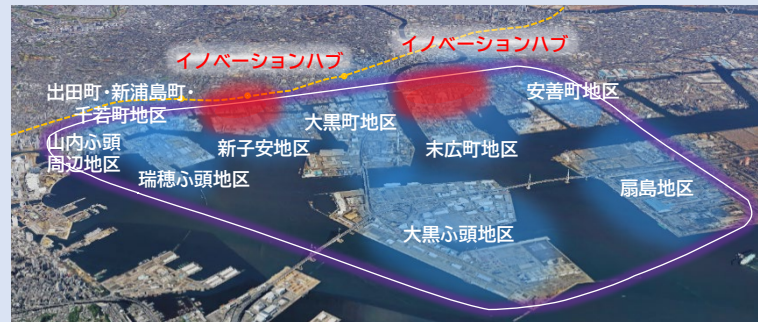 イノベーションハブ
イノベーションハブ
出田町・新浦島町・
千若町地区
安善町地区
大黒町地区
山内ふ頭
周辺地区
新子安地区
末広町地区
瑞穂ふ頭地区
扇島地区
大黒ふ頭地区